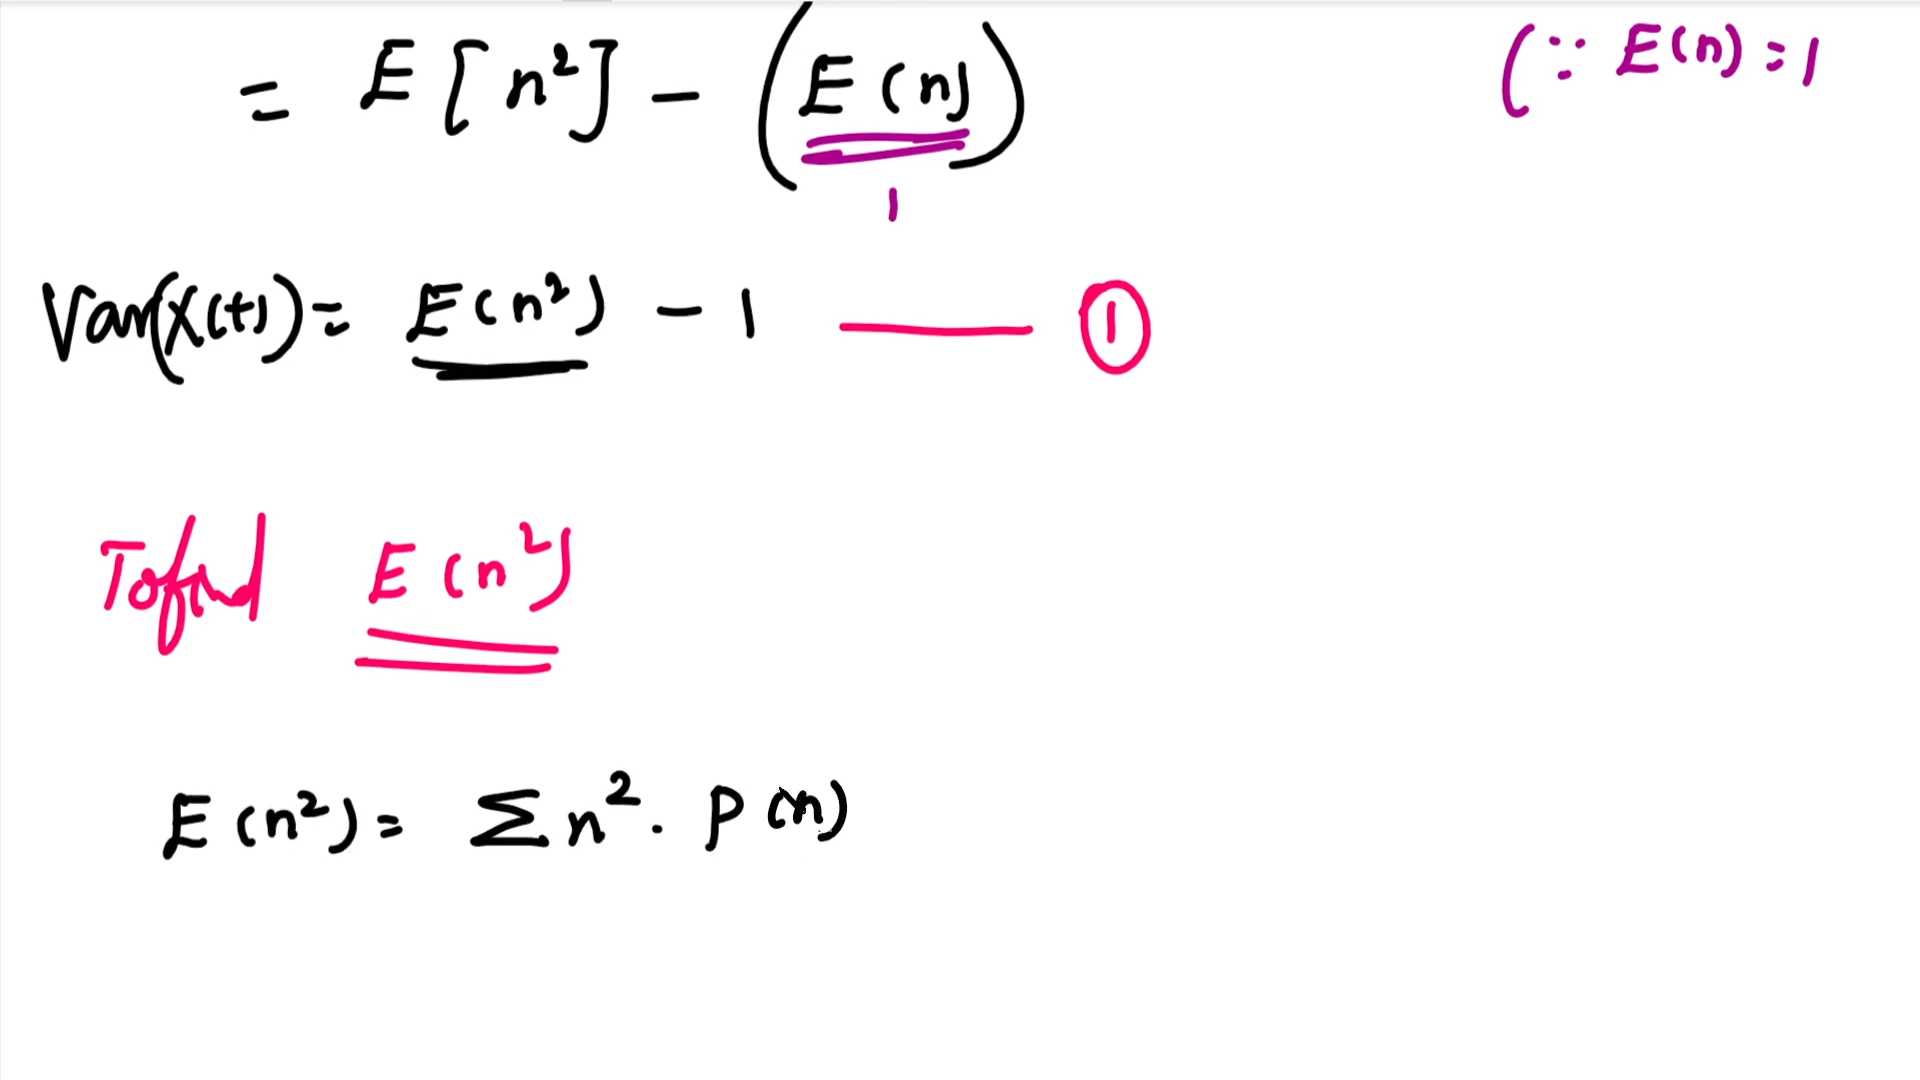 = E[n²] - (E(n)) (∵ E(n) = 1
1
Var(X(t)) = E(n²) - 1 ——— ①
To find E(n²)
E(n²) = Σ n². P(n)